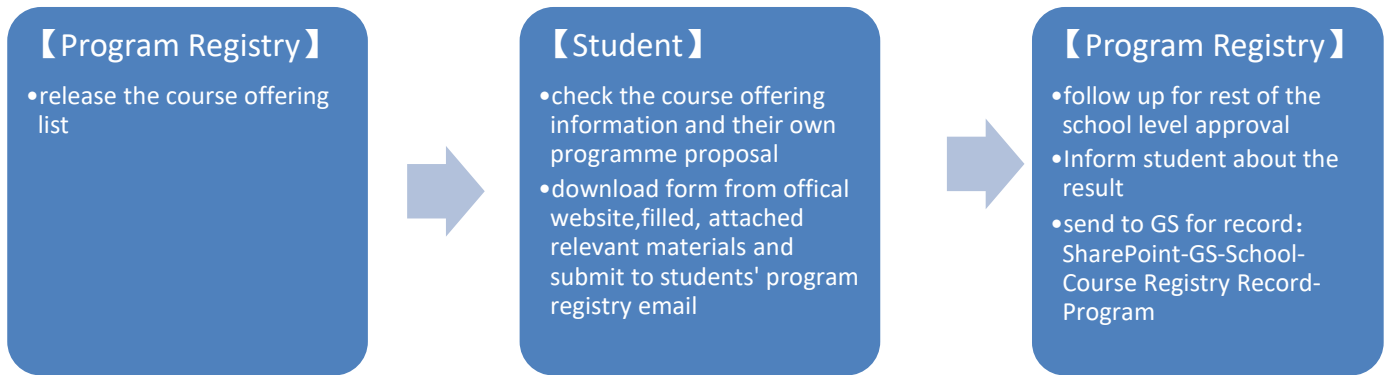 【Program Registry】
•release the course offering
list
【Student】
•check the course offering
information and their own
programme proposal
•download form from offical
website,filled, attached
relevant materials and
submit to students' program
registry email
【Program Registry】
•follow up for rest of the
school level approval
•Inform student about the
result
•send to GS for record：
SharePoint-GS-School-
Course Registry Record-
Program